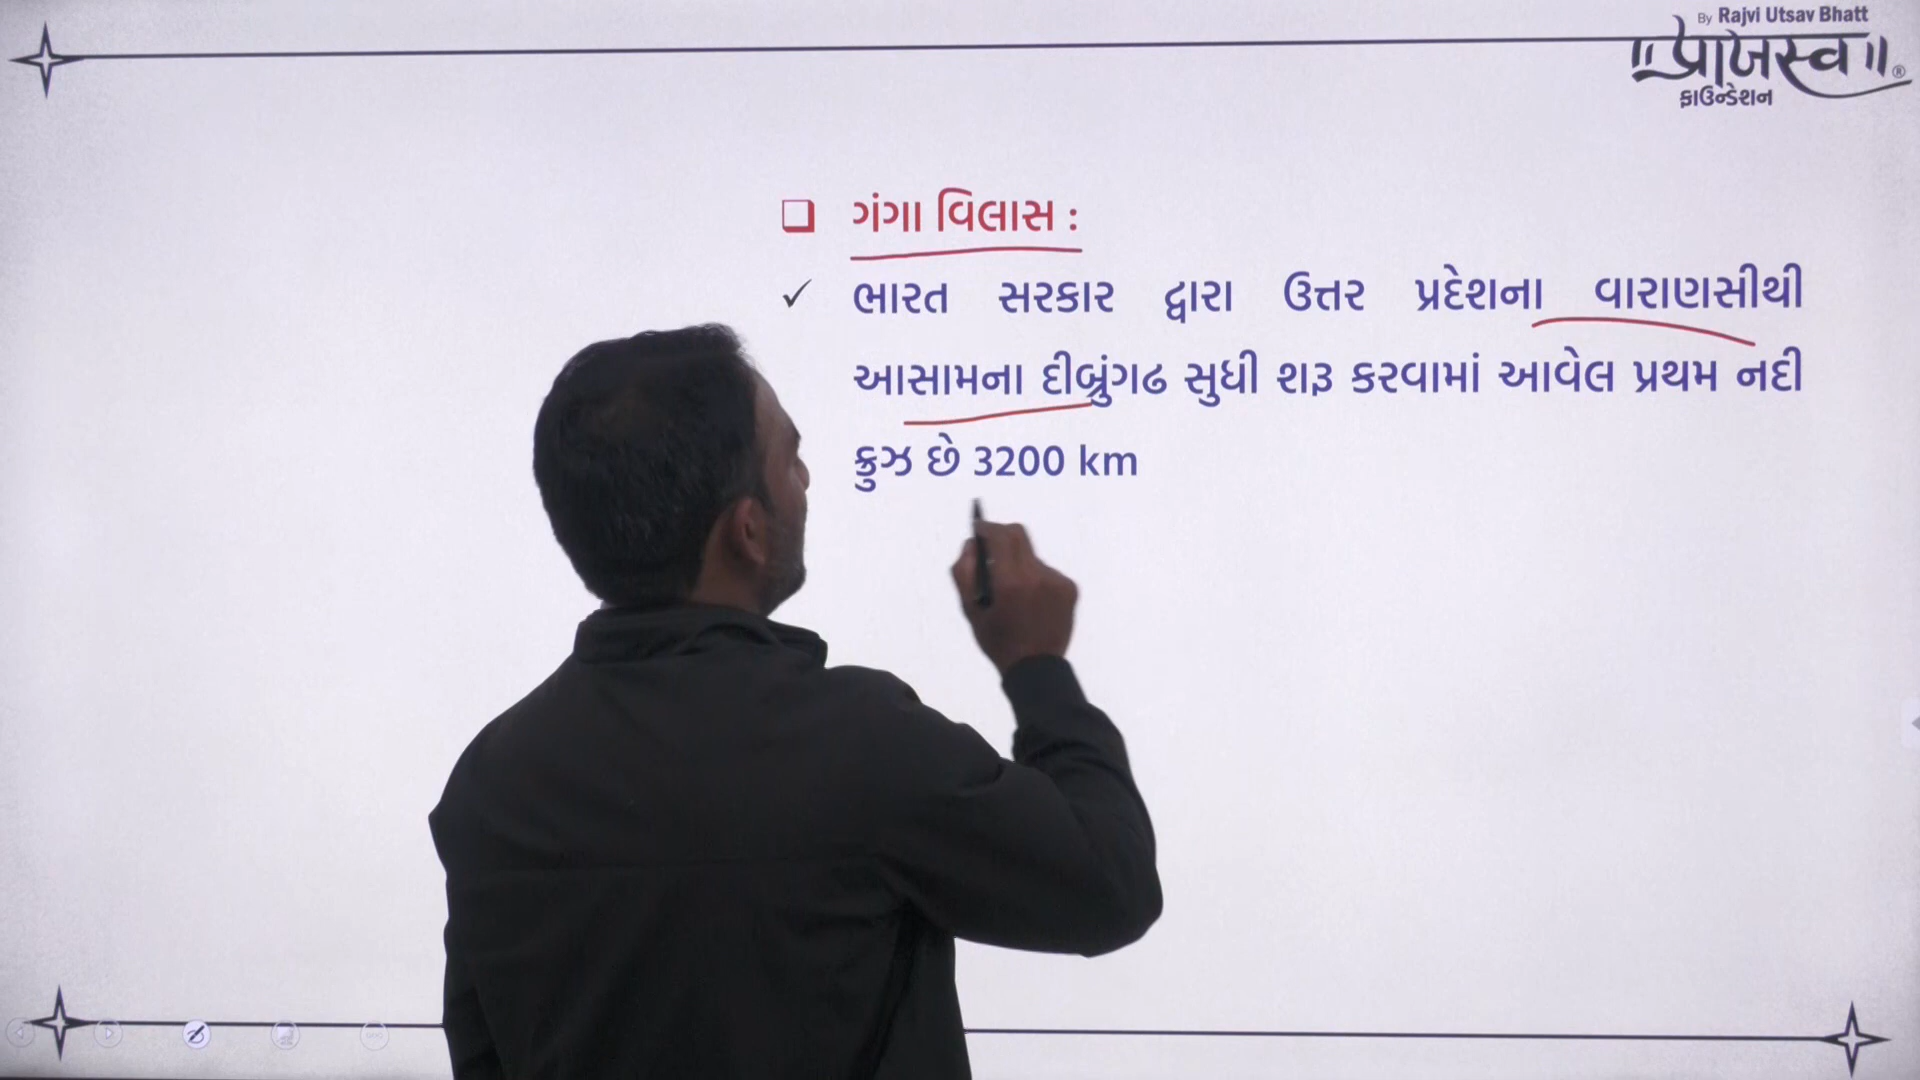 By Rajvi Utsav Bhatt
॥ પ્રાજસ્વ ॥ ®
ફાઉન્ડેશન
❑ ગંગા વિલાસ :
✓ ભારત સરકાર દ્વારા ઉત્તર પ્રદેશના વારાણસીથી
આસામના દીબ્રુંગઢ સુધી શરૂ કરવામાં આવેલ પ્રથમ નદી
ક્રુઝ છે 3200 km